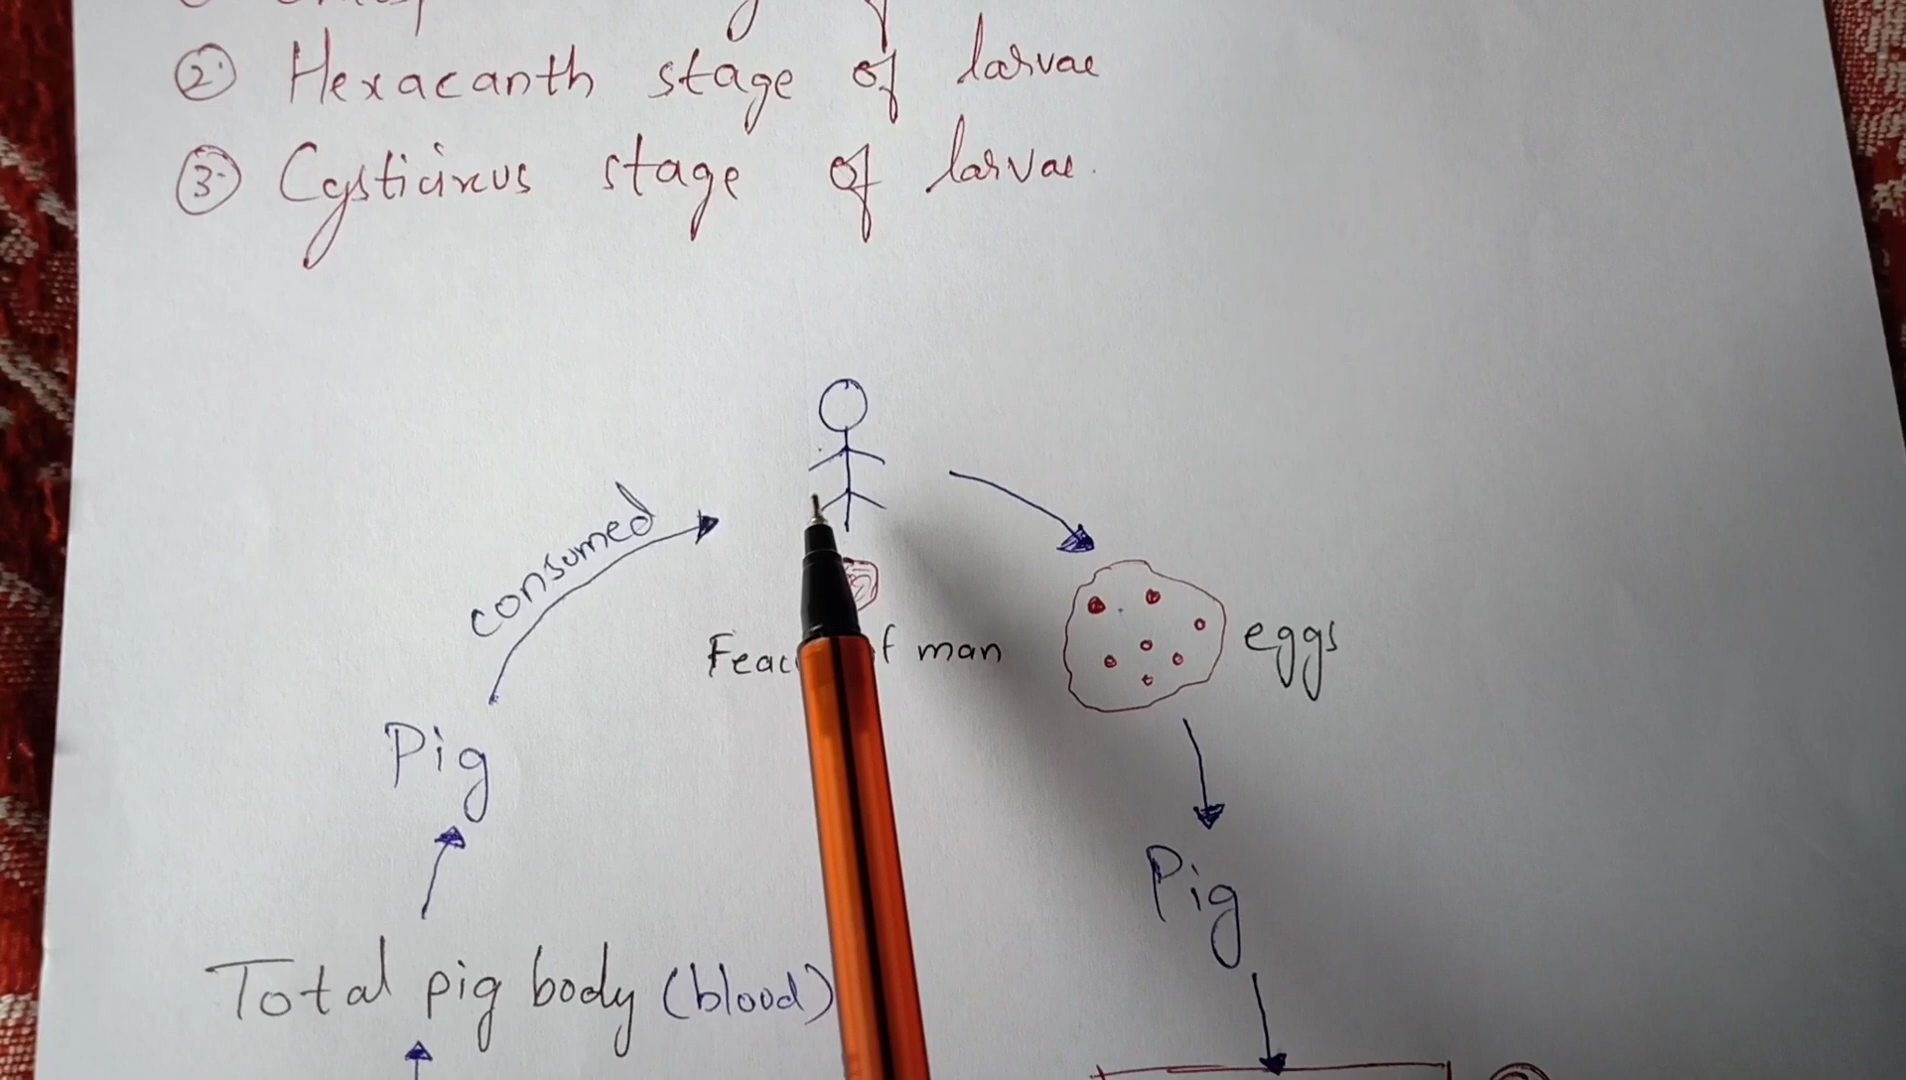 ② Hexacanth stage of larvae
③ Cysticircus stage of larvae.
consumed
of man
eggs
Pig
Pig
Total pig body (blood)